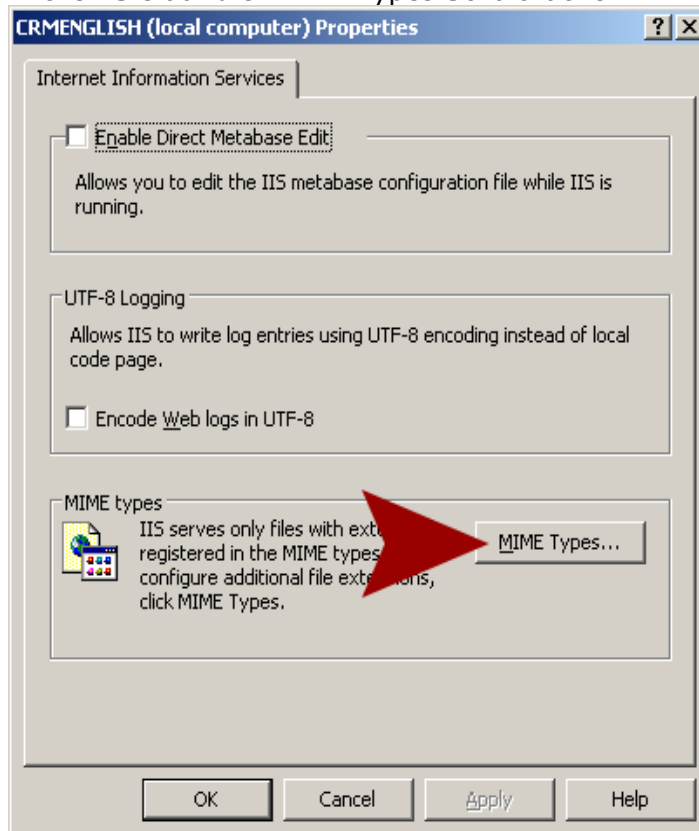 CRMENGLISH (local computer) Properties
Internet Information Services
Enable Direct Metabase Edit
Allows you to edit the IIS metabase configuration file while IIS is
running.
UTF-8 Logging
Allows IIS to write log entries using UTF-8 encoding instead of local
code page.
Encode Web logs in UTF-8
MIME types
IIS serves only files with
registered in the MIME types
configure additional file
click MIME Types.
MIME Types...
OK Cancel Apply Help